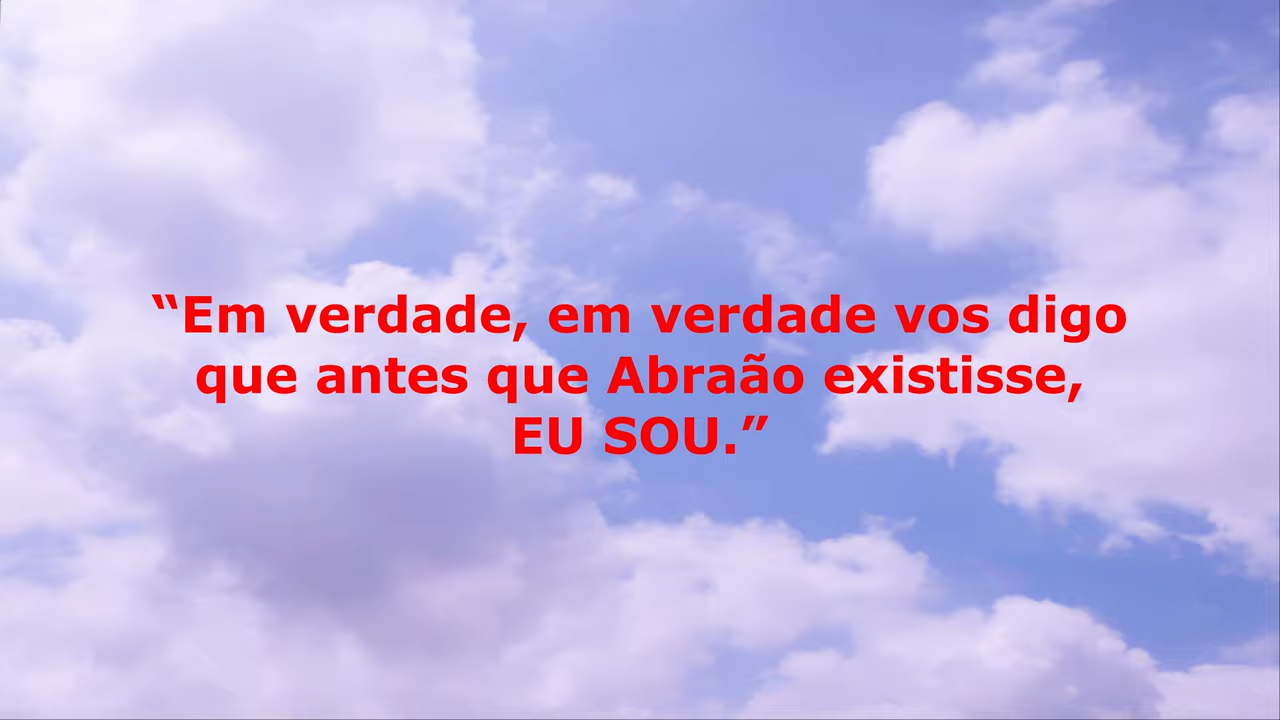 “Em verdade, em verdade vos digo
que antes que Abraão existisse,
EU SOU.”